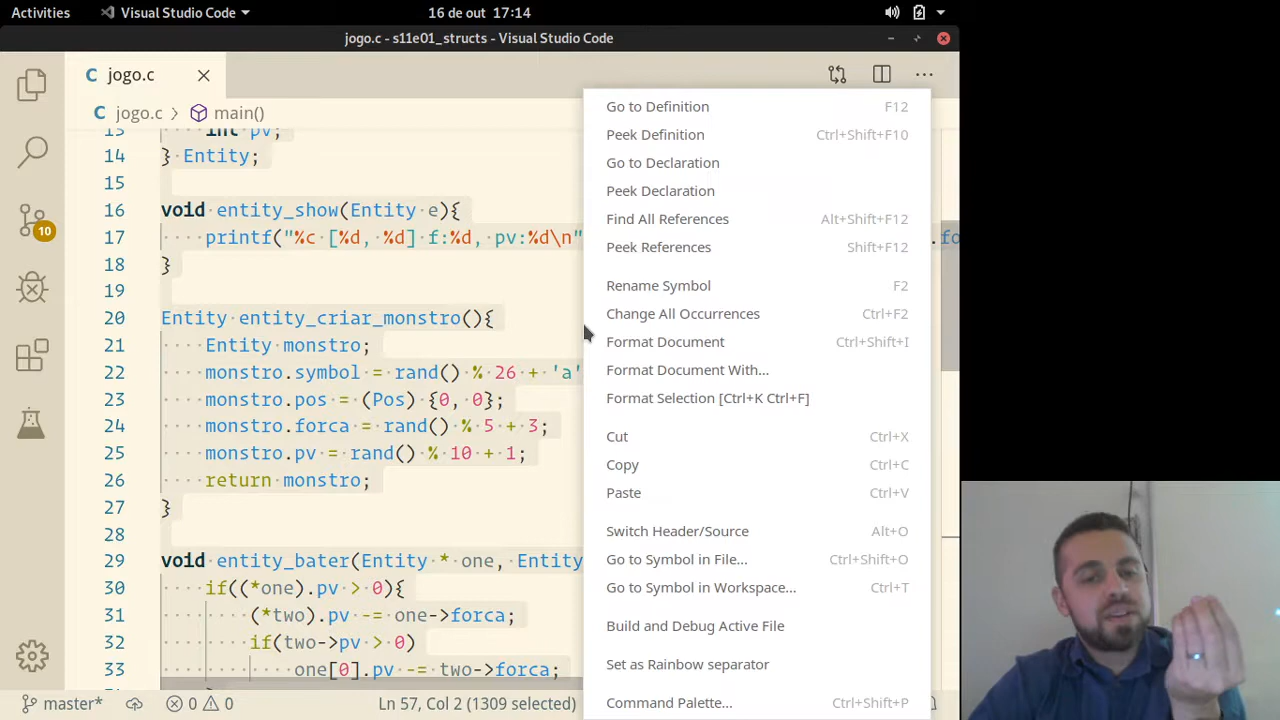 Activities
Visual Studio Code
16 de out 17:14
jogo.c - s11e01_structs - Visual Studio Code
C jogo.c
C jogo.c > main()
13 int pv;
14 } Entity;
15
16 void entity_show(Entity e){
17 printf("%c [%d, %d] f:%d, pv:%d\n"
18 }
19
20 Entity entity_criar_monstro(){
21 Entity monstro;
22 monstro.symbol = rand() % 26 + 'a'
23 monstro.pos = (Pos) {0, 0};
24 monstro.forca = rand() % 5 + 3;
25 monstro.pv = rand() % 10 + 1;
26 return monstro;
27 }
28
29 void entity_bater(Entity * one, Entity
30 if((*one).pv > 0){
31 (*two).pv -= one->forca;
32 if(two->pv > 0)
33 one[0].pv -= two->forca;
10
Go to Definition F12
Peek Definition Ctrl+Shift+F10
Go to Declaration
Peek Declaration
Find All References Alt+Shift+F12
Peek References Shift+F12
Rename Symbol F2
Change All Occurrences Ctrl+F2
Format Document Ctrl+Shift+I
Format Document With...
Format Selection [Ctrl+K Ctrl+F]
Cut Ctrl+X
Copy Ctrl+C
Paste Ctrl+V
Switch Header/Source Alt+O
Go to Symbol in File... Ctrl+Shift+O
Go to Symbol in Workspace... Ctrl+T
Build and Debug Active File
Set as Rainbow separator
Command Palette... Ctrl+Shift+P
master* 0 0 Ln 57, Col 2 (1309 selected)